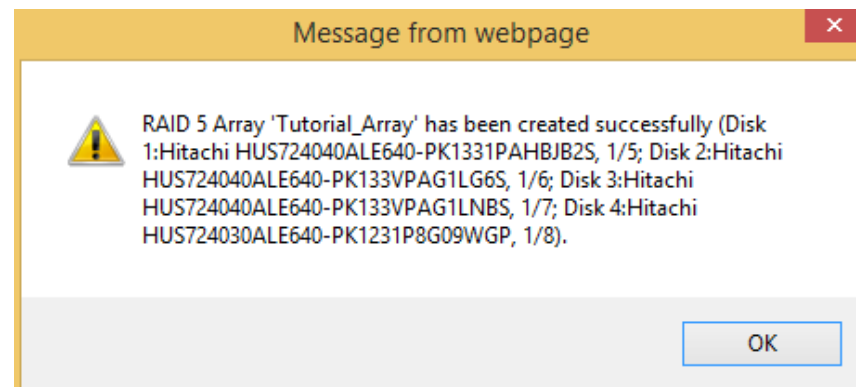 Message from webpage
RAID 5 Array 'Tutorial_Array' has been created successfully (Disk
1:Hitachi HUS724040ALE640-PK1331PAHBJB2S, 1/5; Disk 2:Hitachi
HUS724040ALE640-PK133VPAG1LG6S, 1/6; Disk 3:Hitachi
HUS724040ALE640-PK133VPAG1LNBS, 1/7; Disk 4:Hitachi
HUS724030ALE640-PK1231P8G09WGP, 1/8).
OK